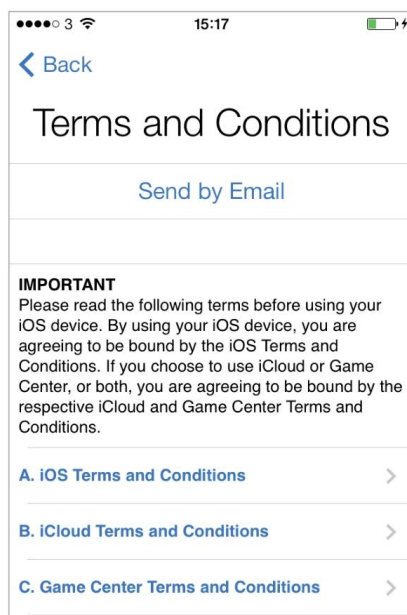 3 15:17
Back
Terms and Conditions
Send by Email
IMPORTANT
Please read the following terms before using your
iOS device. By using your iOS device, you are
agreeing to be bound by the iOS Terms and
Conditions. If you choose to use iCloud or Game
Center, or both, you are agreeing to be bound by the
respective iCloud and Game Center Terms and
Conditions.
A. iOS Terms and Conditions
B. iCloud Terms and Conditions
C. Game Center Terms and Conditions